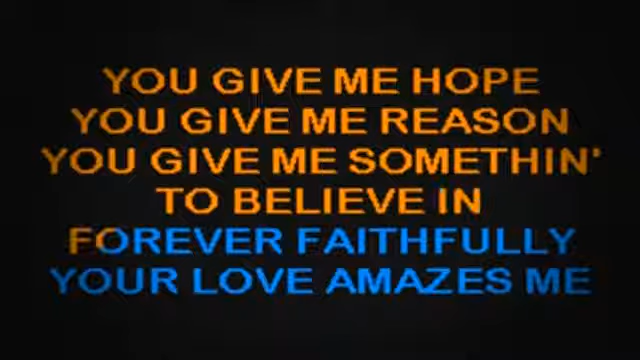 YOU GIVE ME HOPE
YOU GIVE ME REASON
YOU GIVE ME SOMETHIN'
TO BELIEVE IN
FOREVER FAITHFULLY
YOUR LOVE AMAZES ME